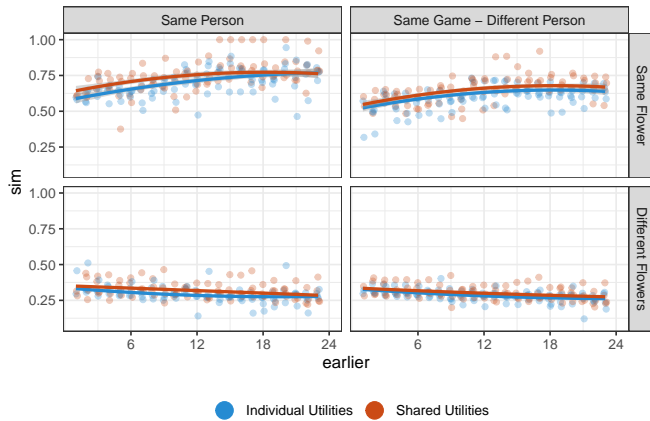 Same Person
Same Game – Different Person
1.00
0.75
0.50
0.25
Same Flower
sim
1.00
0.75
0.50
0.25
Different Flowers
6
12
18
24
6
12
18
24
earlier
Individual Utilities
Shared Utilities